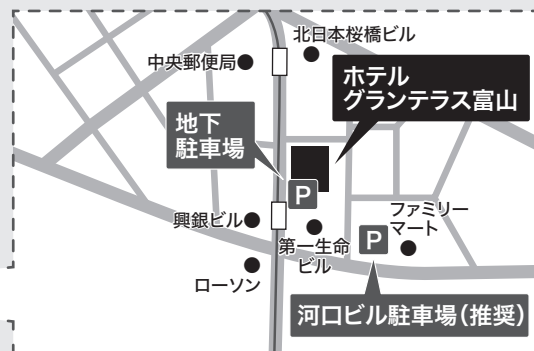 北日本桜橋ビル
中央郵便局
ホテル
グランテラス富山
地下
駐車場
P
興銀ビル
第一生命
ビル
P
ファミリー
マート
ローソン
河口ビル駐車場（推奨）